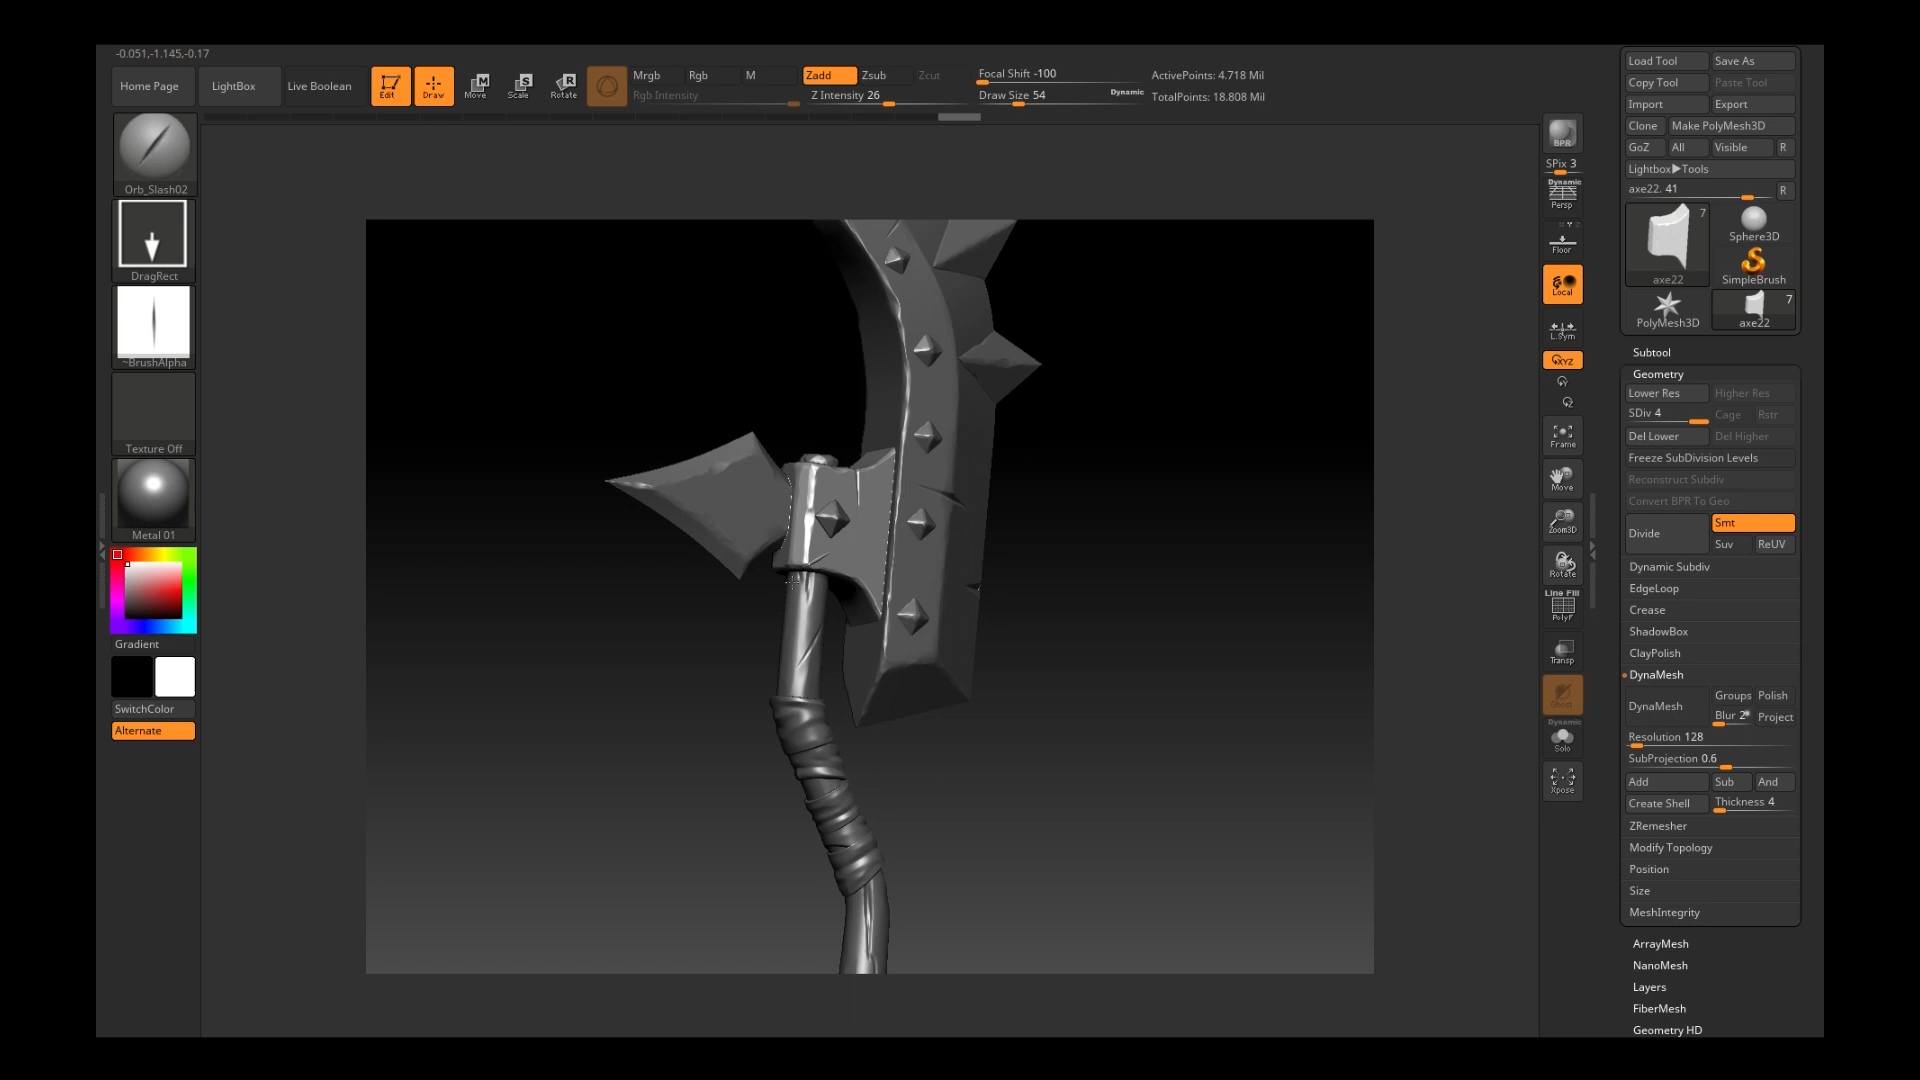 -0.051,-1.145,-0.17
Home Page
LightBox
Live Boolean
Edit
Draw
Move
Scale
Rotate
Mrgb
Rgb
M
Rgb Intensity
Zadd
Zsub
Zcut
Z Intensity 26
Focal Shift -100
Draw Size 54
Dynamic
ActivePoints: 4.718 Mil
TotalPoints: 18.808 Mil
Orb_Slash02
DragRect
~BrushAlpha
Texture Off
Metal 01
Gradient
SwitchColor
Alternate
BPR
SPix 3
Dynamic
Persp
Floor
Local
L.Sym
XYZ
Frame
Move
Zoom3D
Rotate
Line Fill
PolyF
Transp
Ghost
Dynamic
Solo
Xpose
Load Tool
Save As
Copy Tool
Paste Tool
Import
Export
Clone
Make PolyMesh3D
GoZ
All
Visible
R
Lightbox▶Tools
axe22. 41
R
7
axe22
Sphere3D
SimpleBrush
PolyMesh3D
7
axe22
Subtool
Geometry
Lower Res
Higher Res
SDiv 4
Cage
Rstr
Del Lower
Del Higher
Freeze SubDivision Levels
Reconstruct Subdiv
Convert BPR To Geo
Divide
Smt
Suv
ReUV
Dynamic Subdiv
EdgeLoop
Crease
ShadowBox
ClayPolish
DynaMesh
DynaMesh
Groups
Polish
Blur 2
Project
Resolution 128
SubProjection 0.6
Add
Sub
And
Create Shell
Thickness 4
ZRemesher
Modify Topology
Position
Size
MeshIntegrity
ArrayMesh
NanoMesh
Layers
FiberMesh
Geometry HD